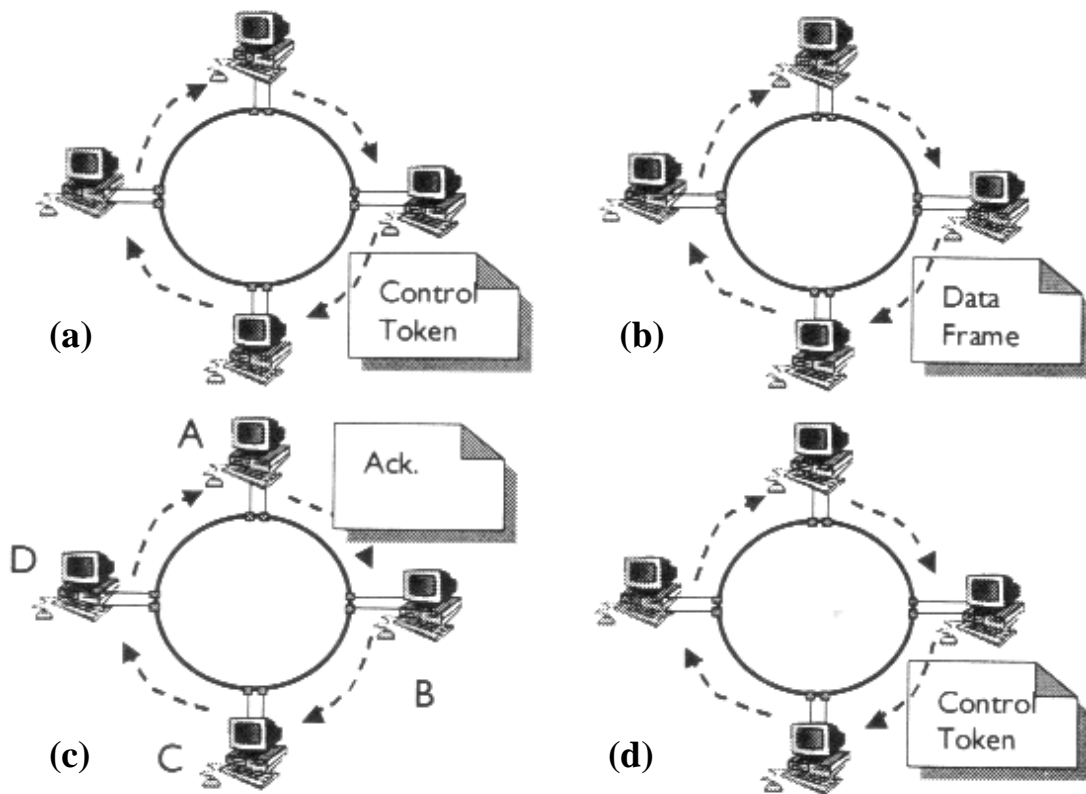 Control
Token
(a)
Data
Frame
(b)
A
Ack.
D
B
C
(c)
Control
Token
(d)